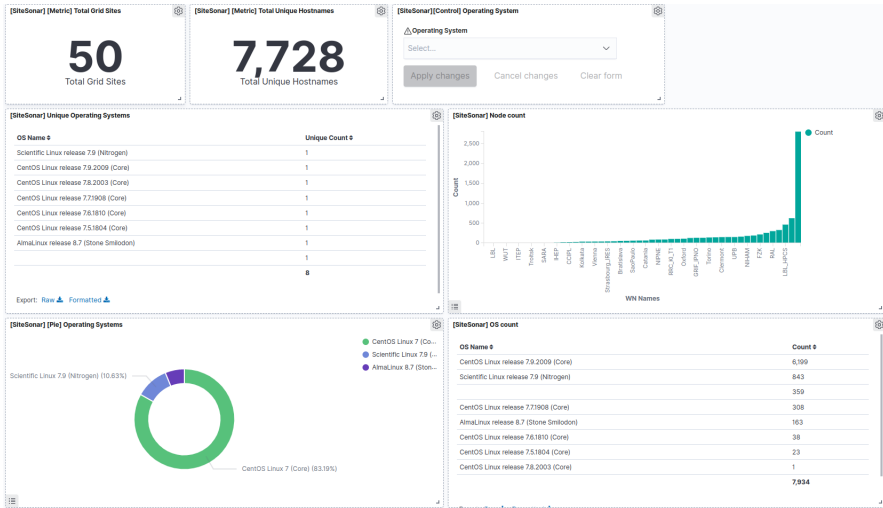 [SiteSonar] [Metric] Total Grid Sites
50
Total Grid Sites
[SiteSonar] [Metric] Total Unique Hostnames
7,728
Total Unique Hostnames
[SiteSonar][Control] Operating System
Operating System
Select...
Apply changes Cancel changes Clear form
[SiteSonar] Unique Operating Systems
OS Name Unique Count
Scientific Linux release 7.9 (Nitrogen) 1
CentOS Linux release 7.9.2009 (Core) 1
CentOS Linux release 7.8.2003 (Core) 1
CentOS Linux release 7.7.1908 (Core) 1
CentOS Linux release 7.6.1810 (Core) 1
CentOS Linux release 7.5.1804 (Core) 1
AlmaLinux release 8.7 (Stone Smilodon) 1
1
8
Export: Raw Formatted
[SiteSonar] Node count
Count
2,500
2,000
1,500
1,000
500
0
Count
LBL
WUT
ITEP
Troitsk
SARA
IHEP
CCIPL
Kolkata
Vienna
Strasbourg_IRES
Bratislava
SaoPaulo
Catania
NIPNE
RRC_KI_T1
Oxford
GRIF_IPNO
Torino
Clermont
UPB
NIHAM
FZK
RAL
LBL_HPCS
WN Names
[SiteSonar] [Pie] Operating Systems
CentOS Linux 7 (Co...
Scientific Linux 7.9 (...
AlmaLinux 8.7 (Ston...
Scientific Linux 7.9 (Nitrogen) (10.63%)
CentOS Linux 7 (Core) (83.19%)
[SiteSonar] OS count
OS Name Count
CentOS Linux release 7.9.2009 (Core) 6,199
Scientific Linux release 7.9 (Nitrogen) 843
359
CentOS Linux release 7.7.1908 (Core) 308
AlmaLinux release 8.7 (Stone Smilodon) 163
CentOS Linux release 7.6.1810 (Core) 38
CentOS Linux release 7.5.1804 (Core) 23
CentOS Linux release 7.8.2003 (Core) 1
7,934